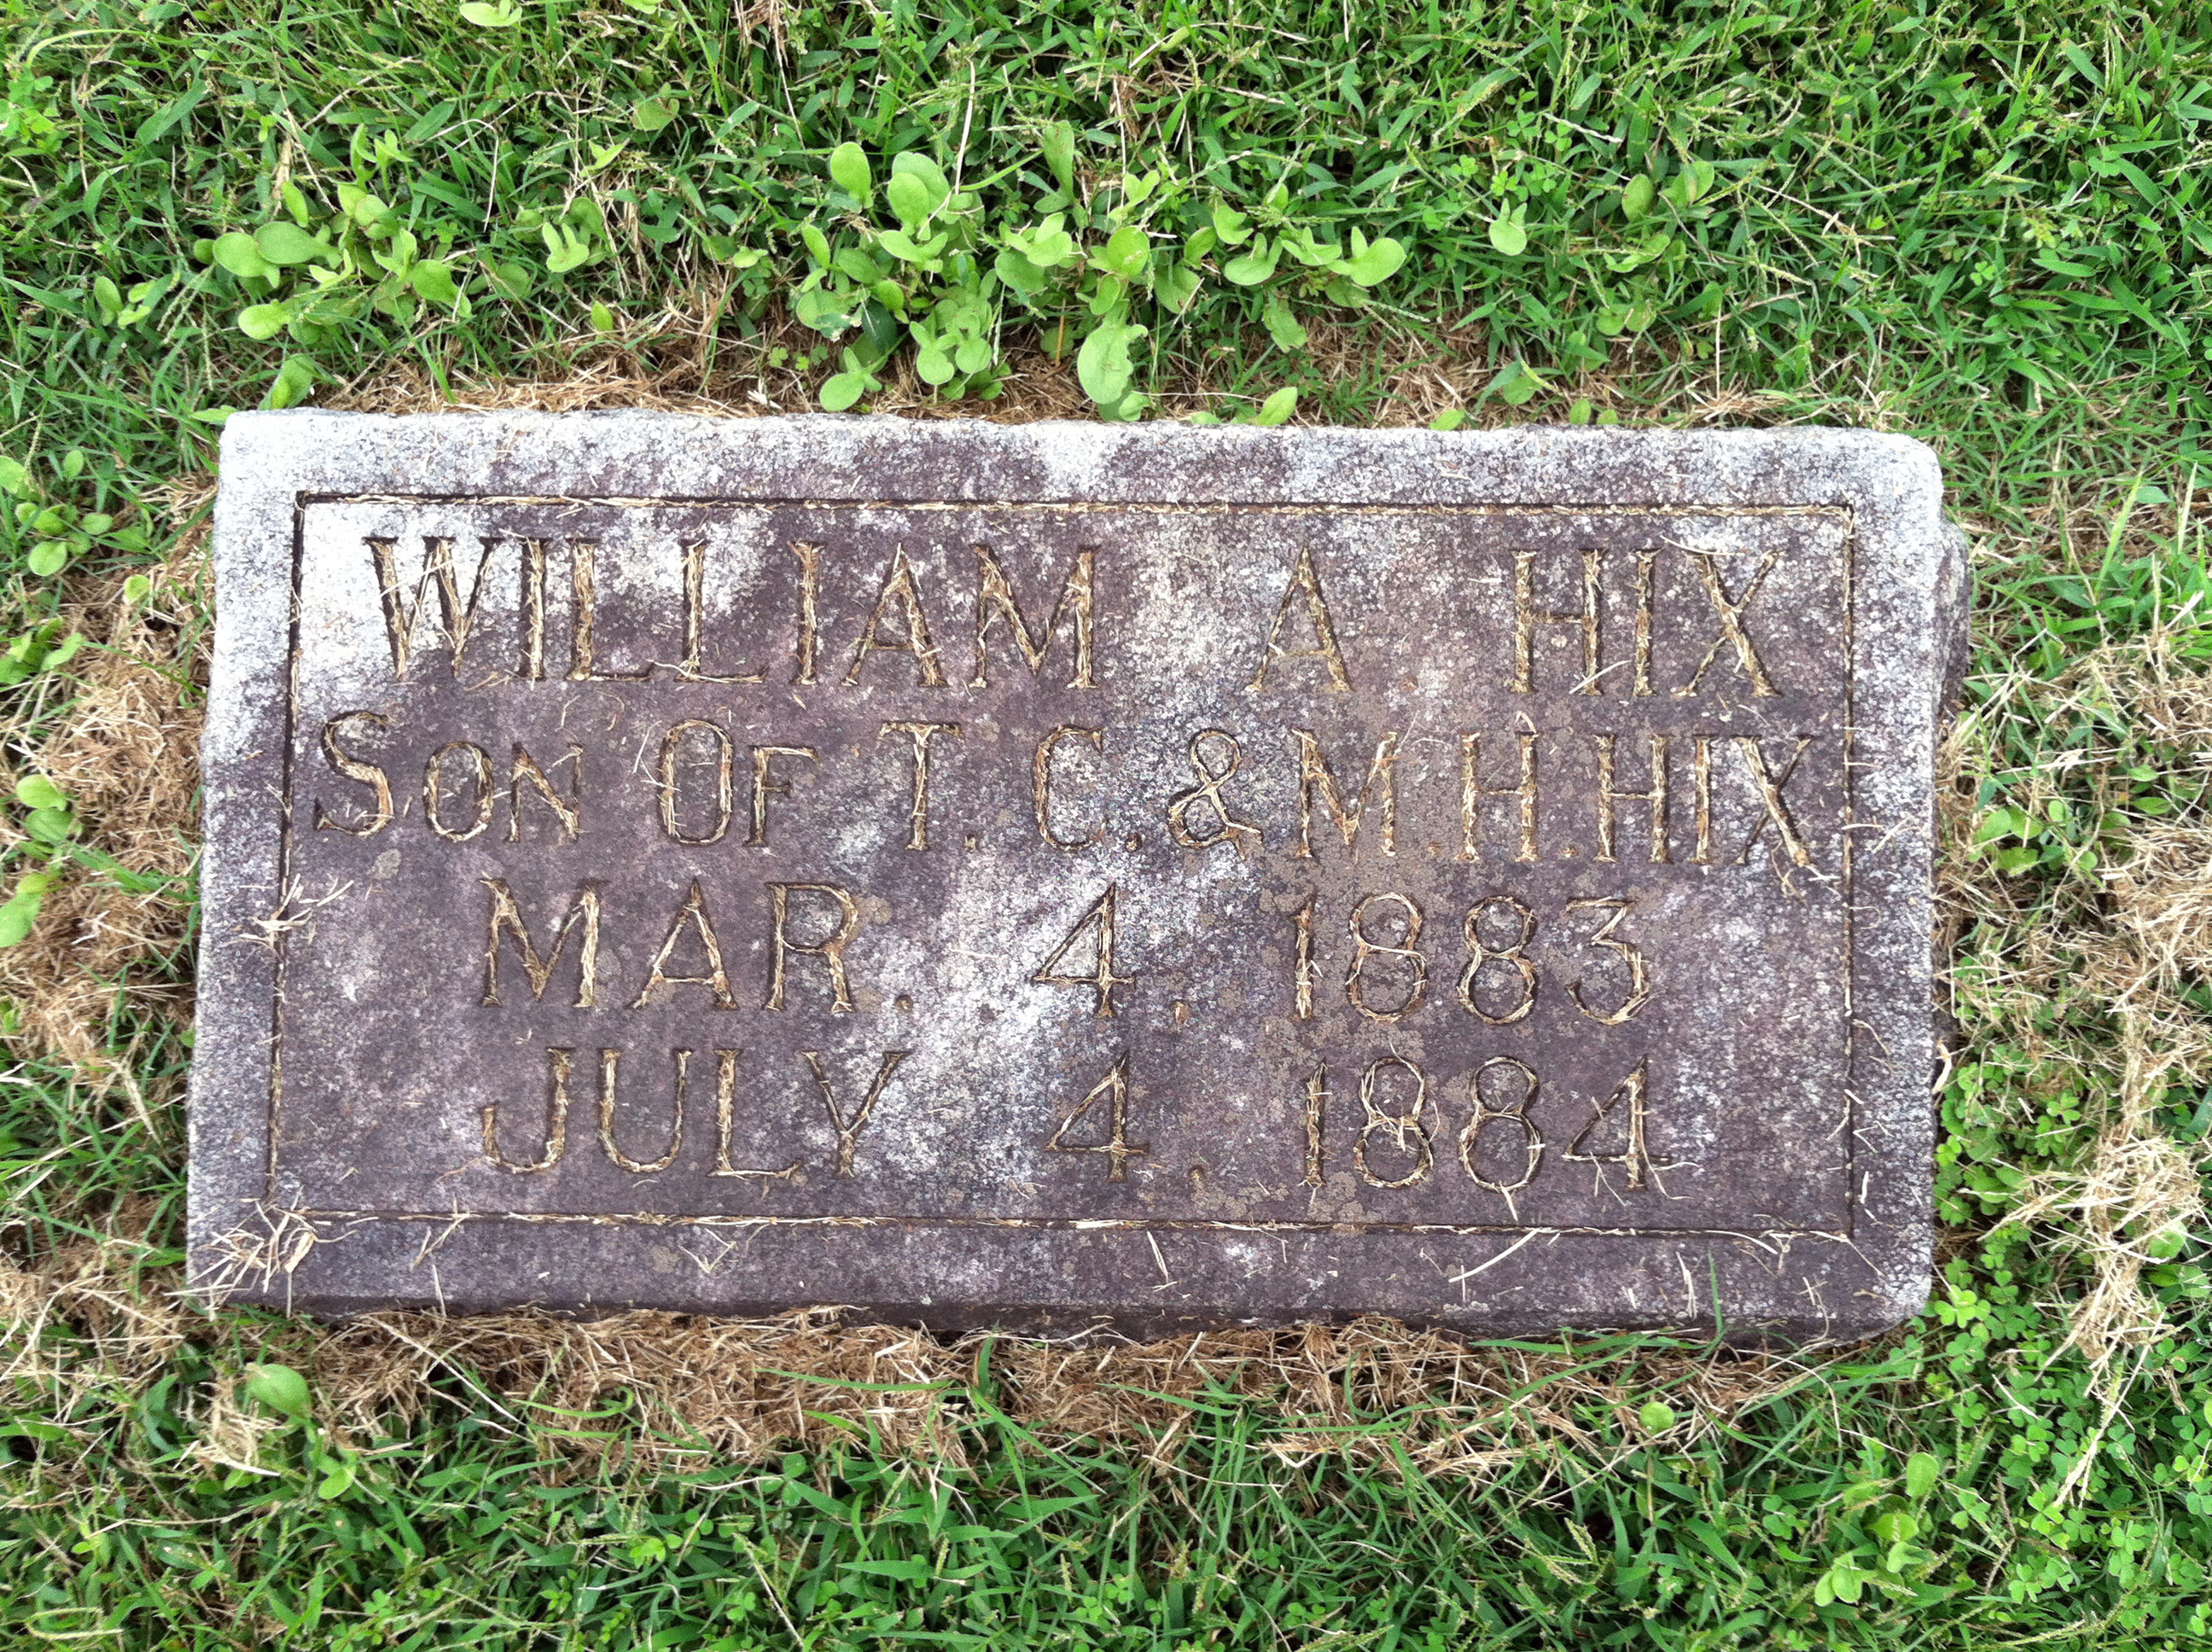 WILLIAM A. HIX
SON OF T. C. & M. H. HIX
MAR. 4, 1883
JULY 4, 1884